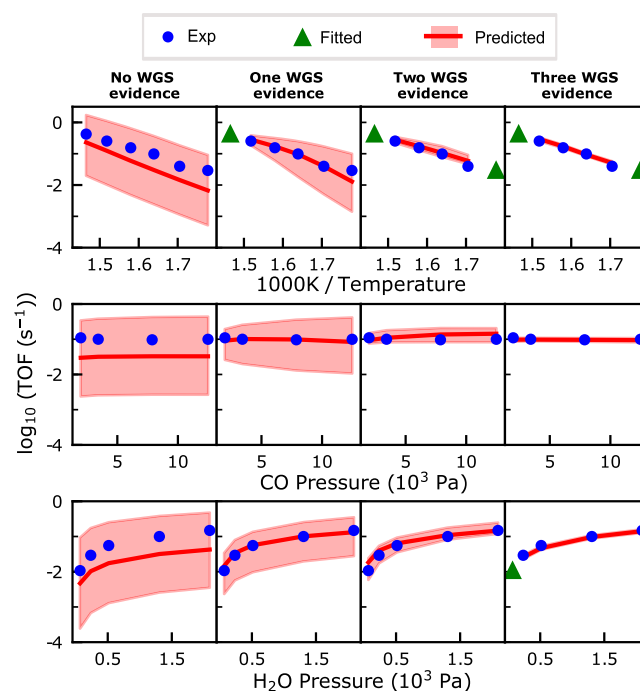 Exp Fitted Predicted
No WGS evidence
One WGS evidence
Two WGS evidence
Three WGS evidence
0
-2
-4
1.5 1.6 1.7 1.5 1.6 1.7 1.5 1.6 1.7 1.5 1.6 1.7
1000K / Temperature
log₁₀ (TOF (s⁻¹))
0
-2
-4
5 10 5 10 5 10 5 10
CO Pressure (10³ Pa)
0
-2
-4
0.5 1.5 0.5 1.5 0.5 1.5 0.5 1.5
H₂O Pressure (10³ Pa)